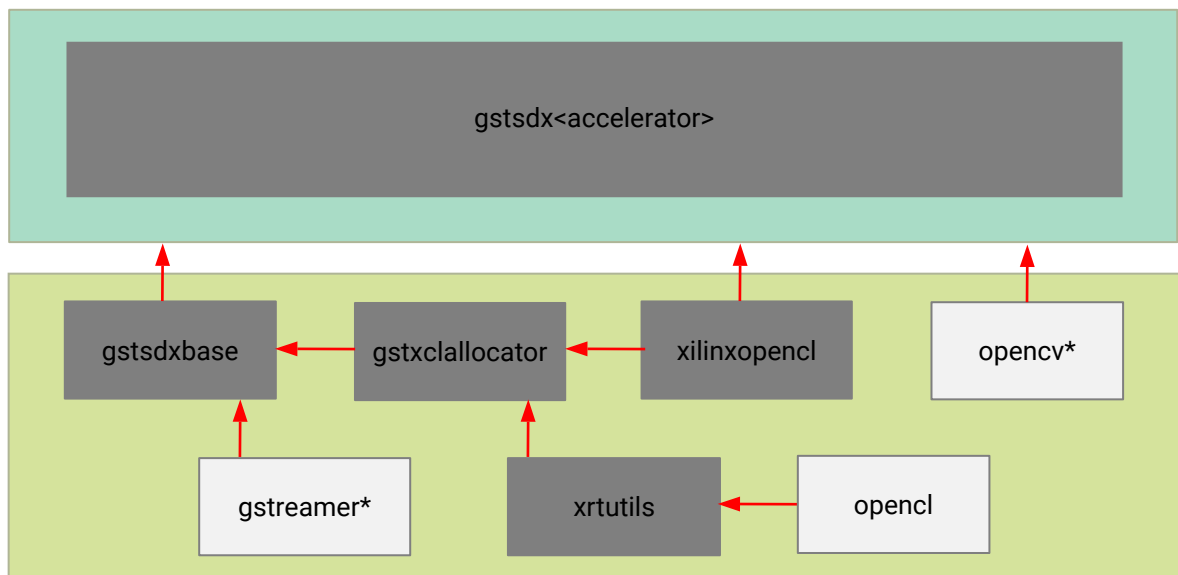 gstsdx<accelerator>
gstsdxbase
gstxclallocator
xilinxopencl
opencv*
gstreamer*
xrtutils
opencl